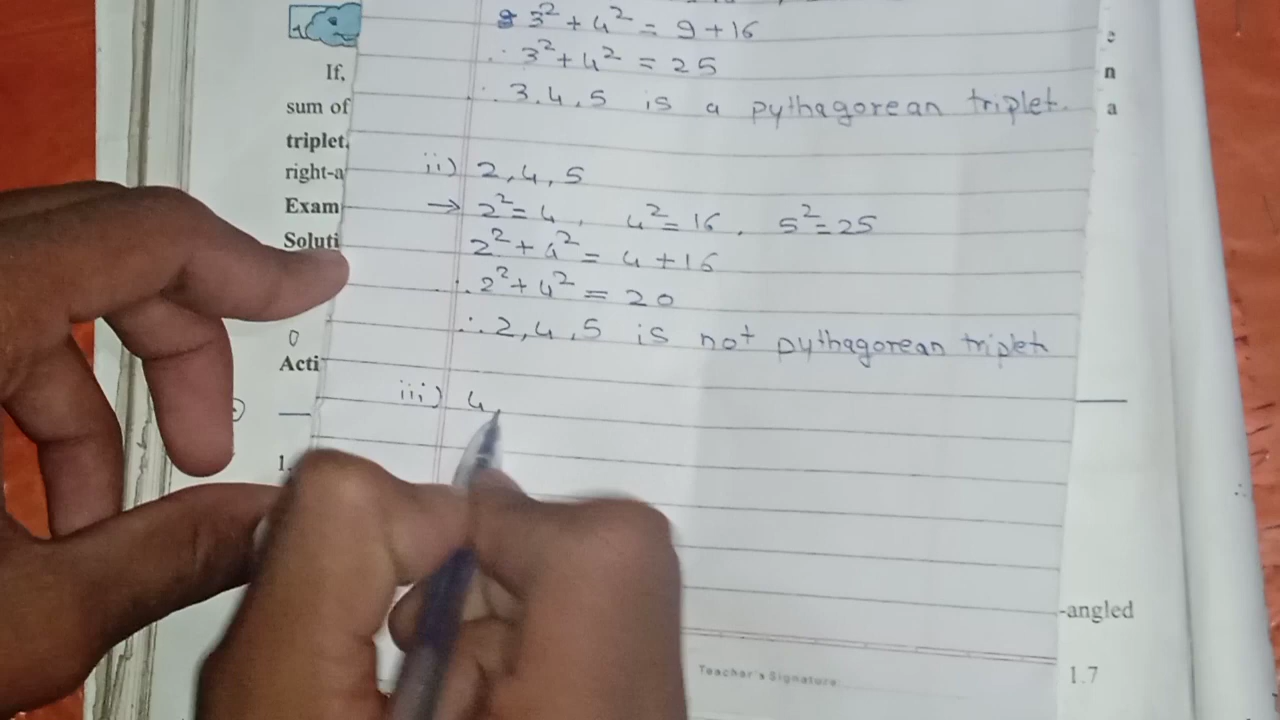 3² + 4² = 9 + 16
∴ 3² + 4² = 25
∴ 3, 4, 5 is a pythagorean triplet.
ii) 2, 4, 5
→ 2² = 4, 4² = 16, 5² = 25
2² + 4² = 4 + 16
∴ 2² + 4² = 20
∴ 2, 4, 5 is not pythagorean triplet
iii) 4,
If,
sum of
triplet.
right-a
Exam
Soluti
Acti
1.
e
n
a
-angled
Teacher's Signature:
1.7